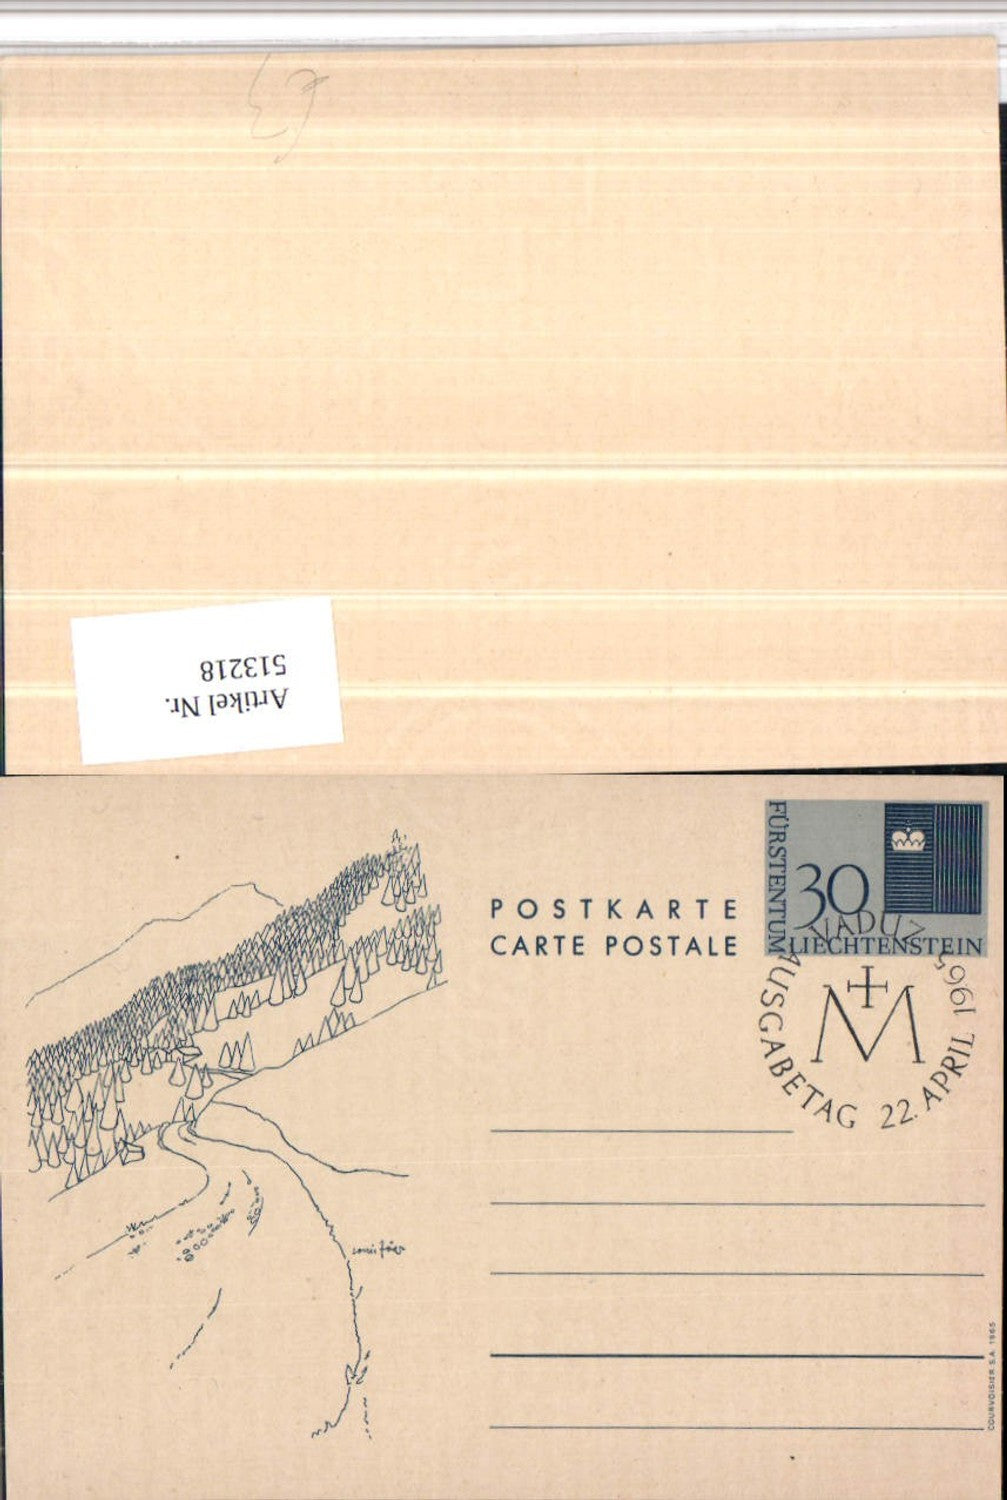 Artikel Nr.
513218
POSTKARTE
CARTE POSTALE
FÜRSTENTUM
30
LIECHTENSTEIN
VADUZ
AUSGABETAG 22. APRIL 1965
M
COURVOISIER S.A. 1965